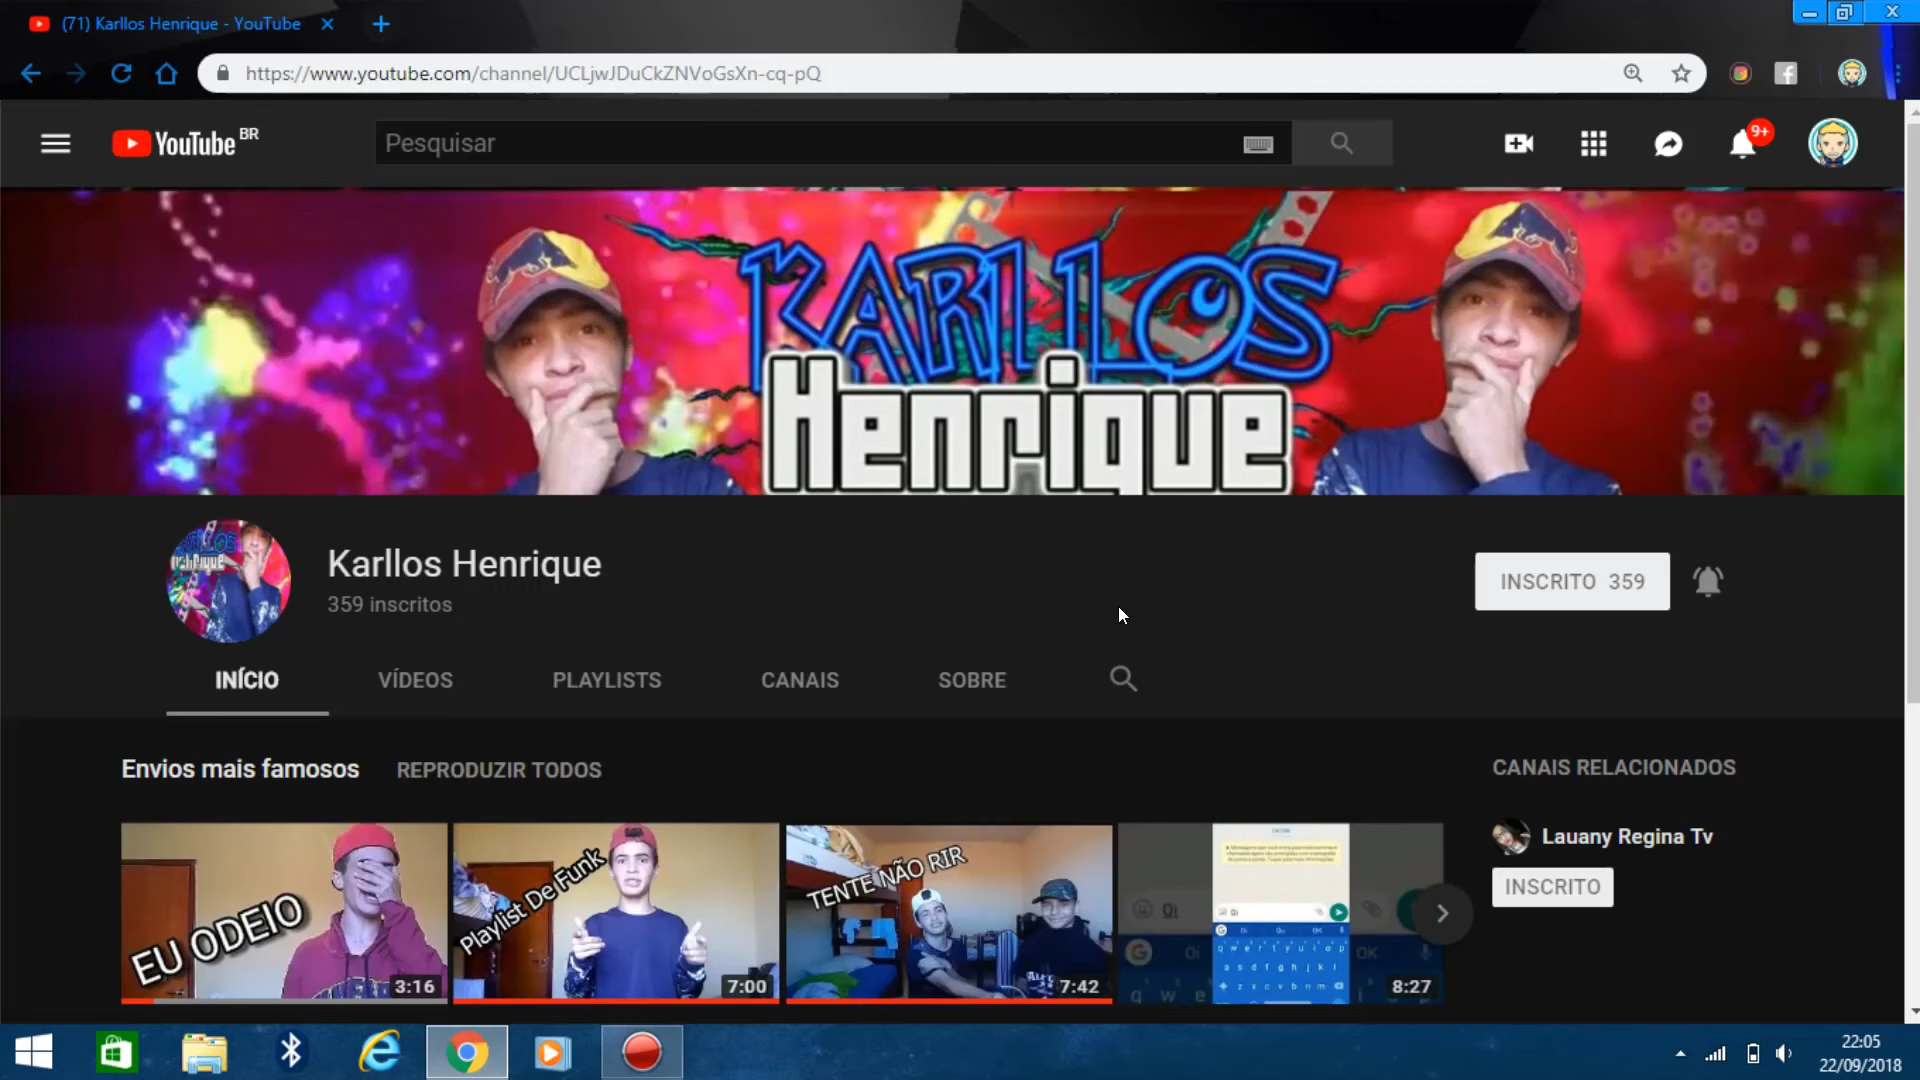 (71) Karllos Henrique - YouTube
https://www.youtube.com/channel/UCLjwJDuCkZNVoGsXn-cq-pQ
YouTube BR
Pesquisar
9+
KARLLOS
Henrique
Karllos Henrique
359 inscritos
INSCRITO 359
INÍCIO VÍDEOS PLAYLISTS CANAIS SOBRE
Envios mais famosos REPRODUZIR TODOS
CANAIS RELACIONADOS
Lauany Regina Tv
INSCRITO
EU ODEIO
3:16
Playlist De Funk
7:00
TENTE NÃO RIR
7:42
Oi
OK
8:27
22:05
22/09/2018